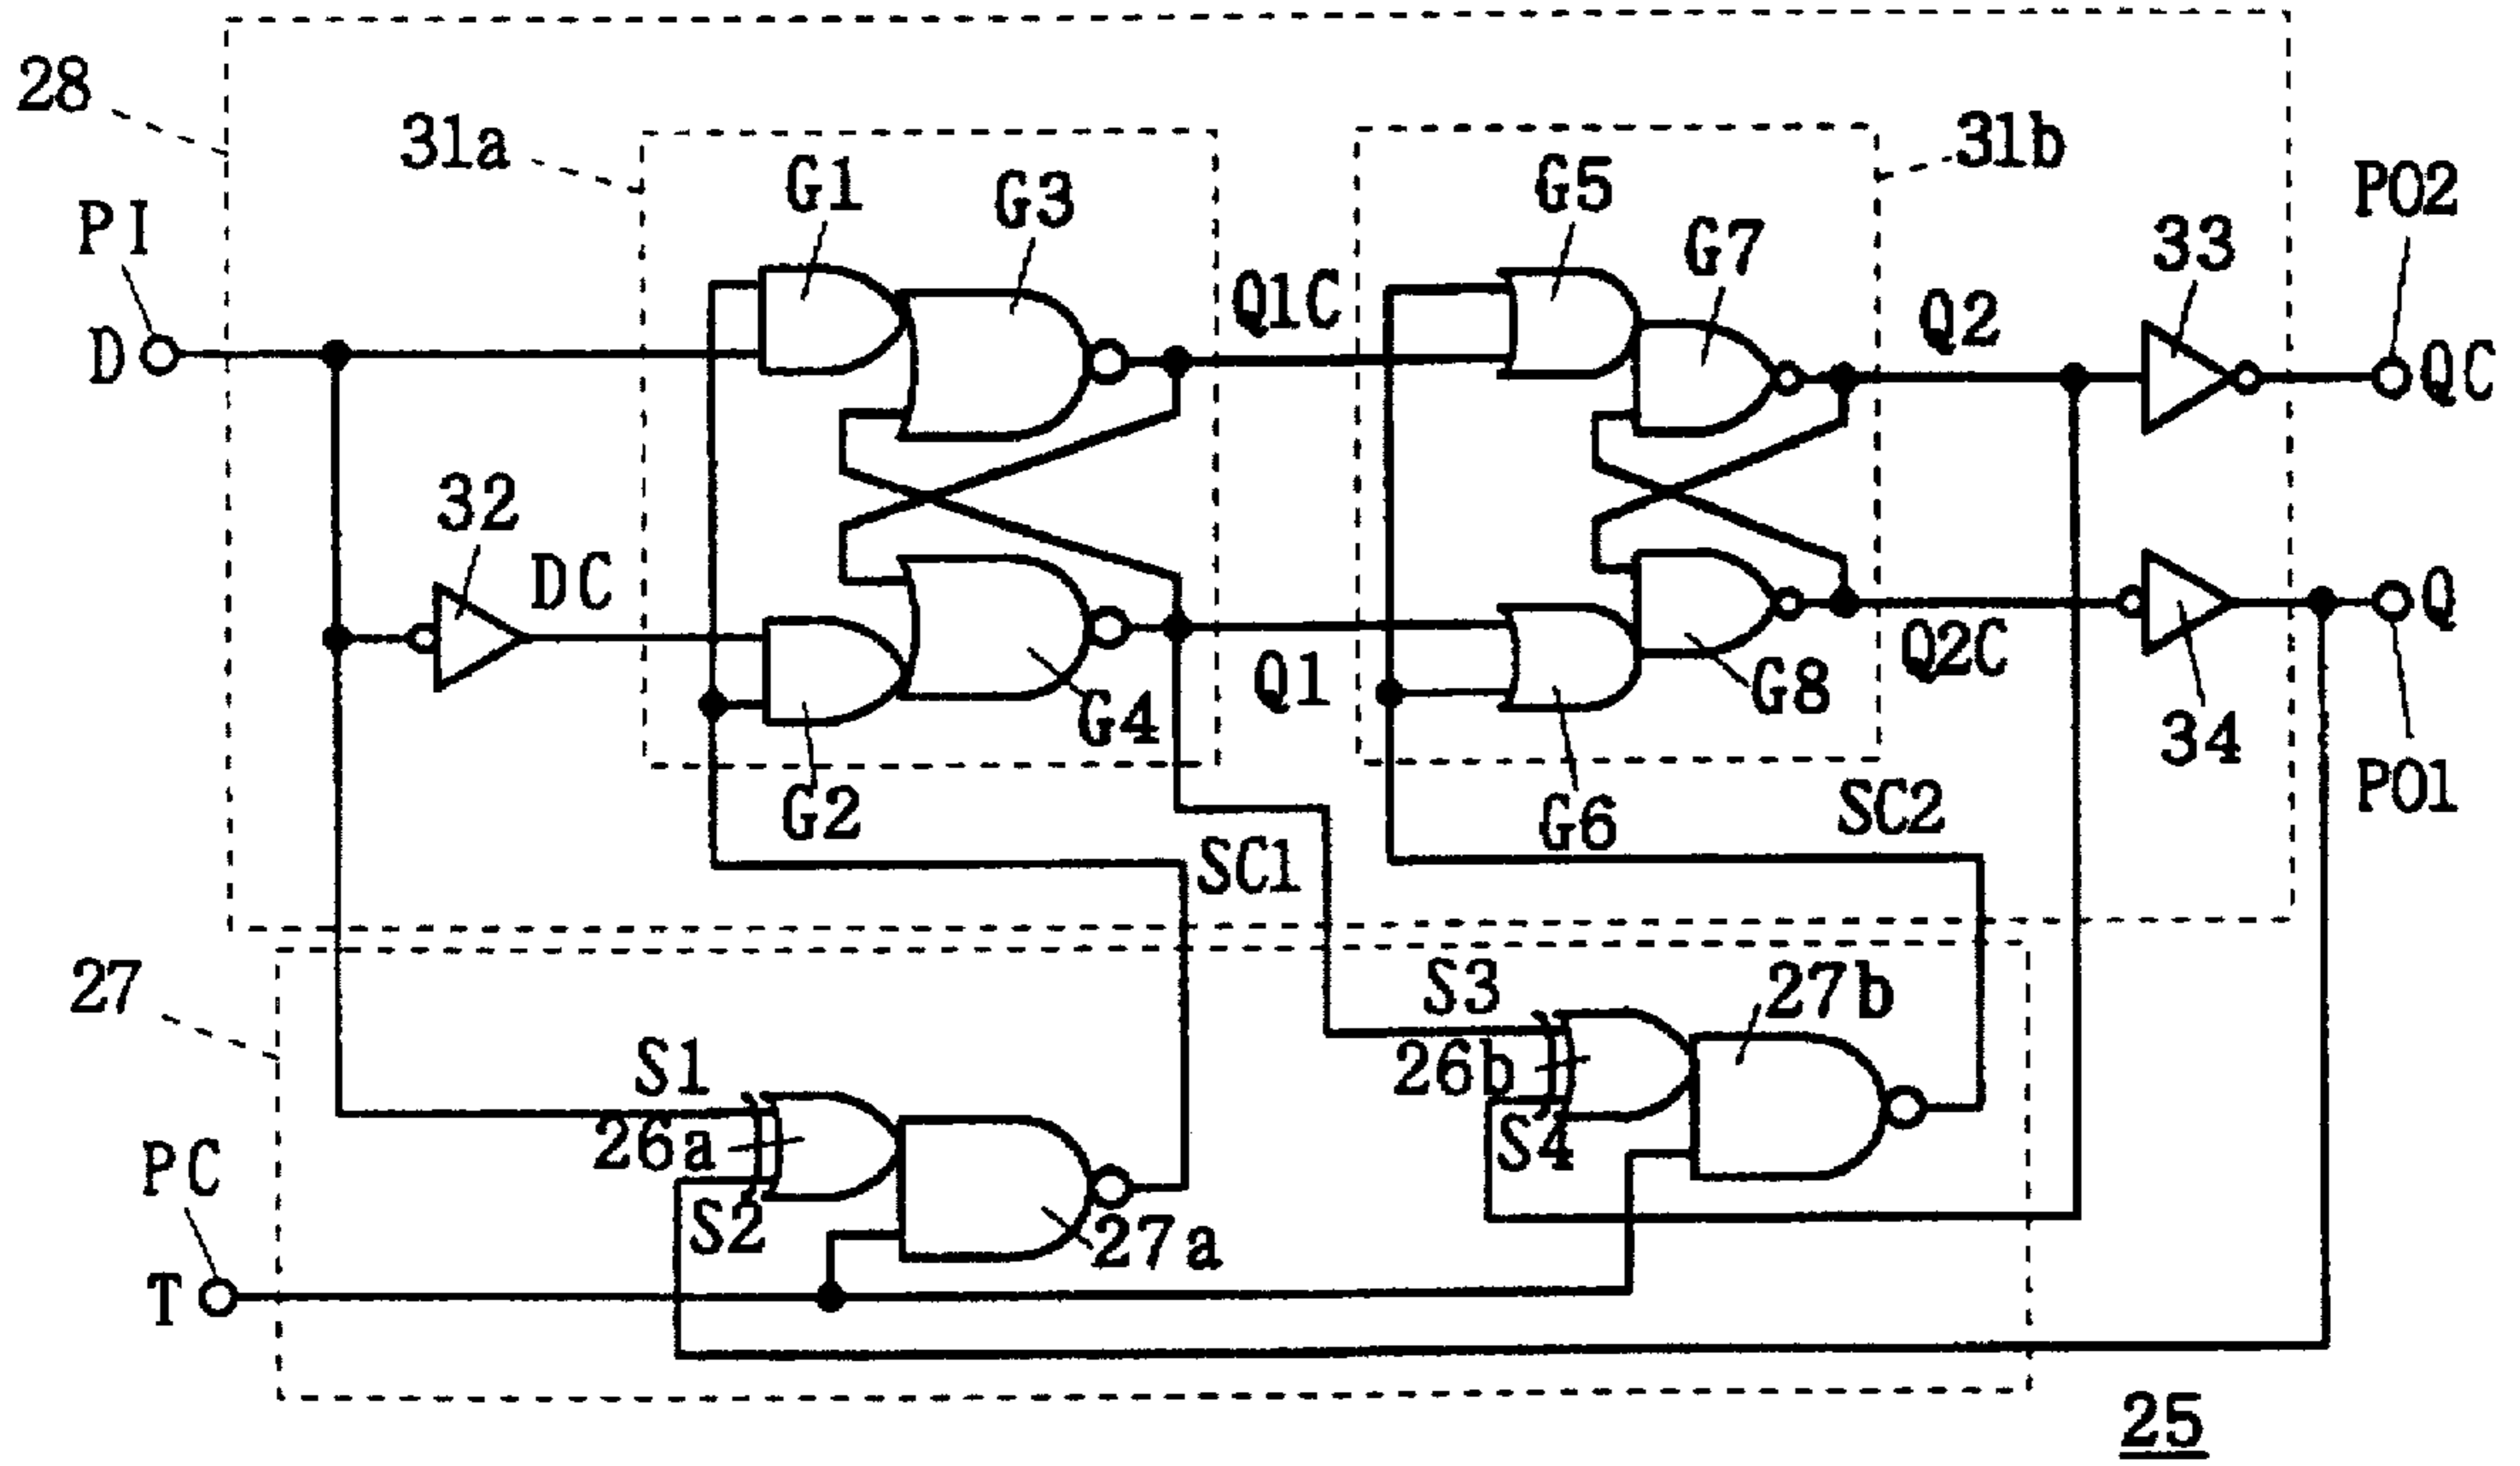 28
31a
G1
G3
G5
G7
31b
PO2
PI
33
Q1C
Q2
D
QC
32
DC
Q
Q1
Q2C
G4
G8
34
G2
G6
SC2
PO1
SC1
27
S3
27b
S1
26b
26a
S4
PC
S2
27a
T
25